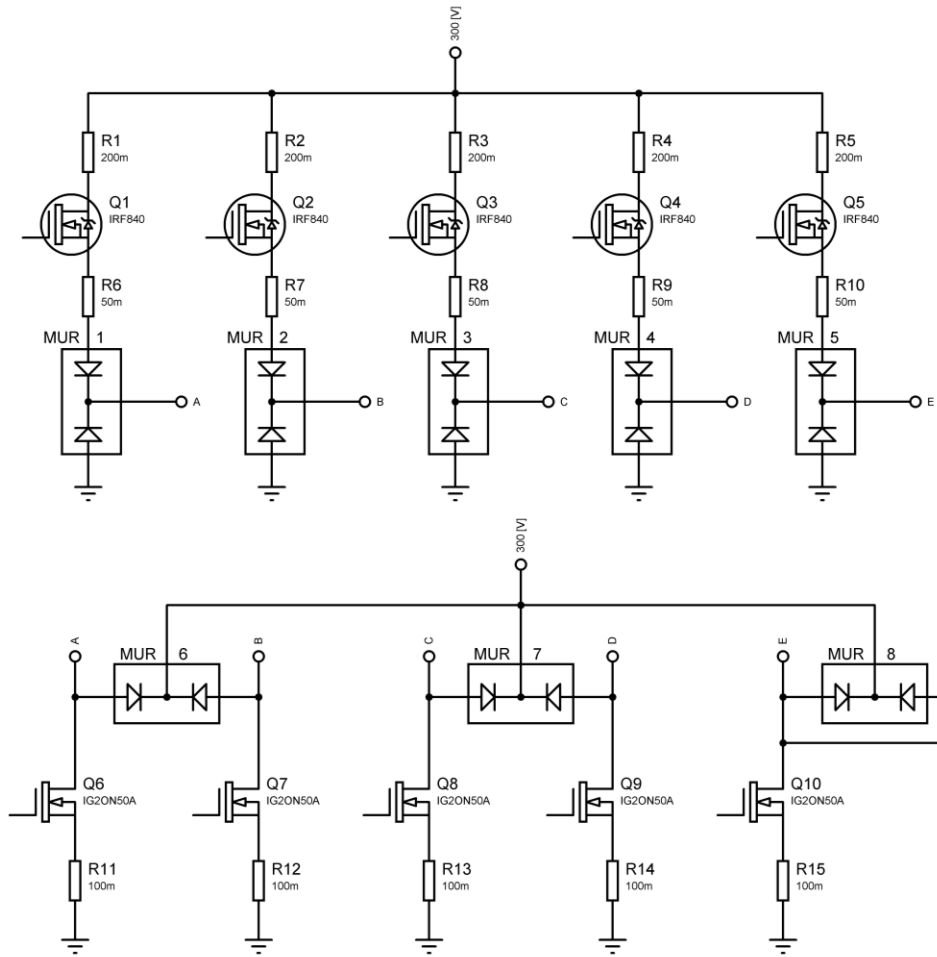 300 [V]
R1
200m
R2
200m
R3
200m
R4
200m
R5
200m
Q1
IRF840
Q2
IRF840
Q3
IRF840
Q4
IRF840
Q5
IRF840
R6
50m
R7
50m
R8
50m
R9
50m
R10
50m
MUR 1
MUR 2
MUR 3
MUR 4
MUR 5
A
B
C
D
E
300 [V]
A
MUR 6
B
C
MUR 7
D
E
MUR 8
Q6
IG2ON50A
Q7
IG2ON50A
Q8
IG2ON50A
Q9
IG2ON50A
Q10
IG2ON50A
R11
100m
R12
100m
R13
100m
R14
100m
R15
100m